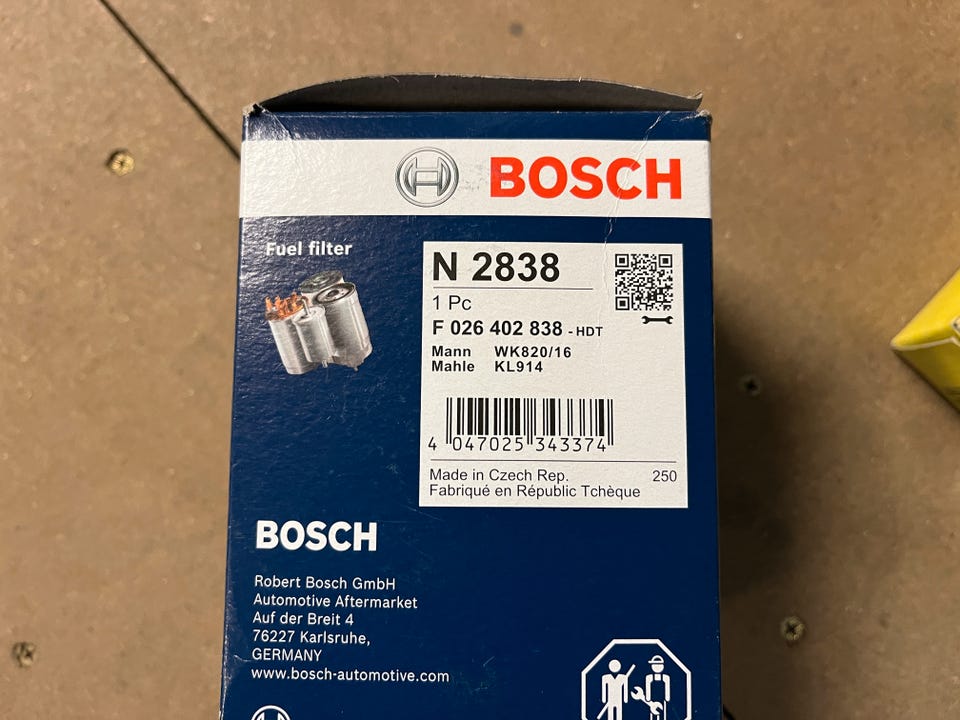 BOSCH
Fuel filter
N 2838
1 Pc
F 026 402 838 - HDT
Mann WK820/16
Mahle KL914
4 047025 343374
Made in Czech Rep. 250
Fabriqué en Républic Tchèque
BOSCH
Robert Bosch GmbH
Automotive Aftermarket
Auf der Breit 4
76227 Karlsruhe,
GERMANY
www.bosch-automotive.com